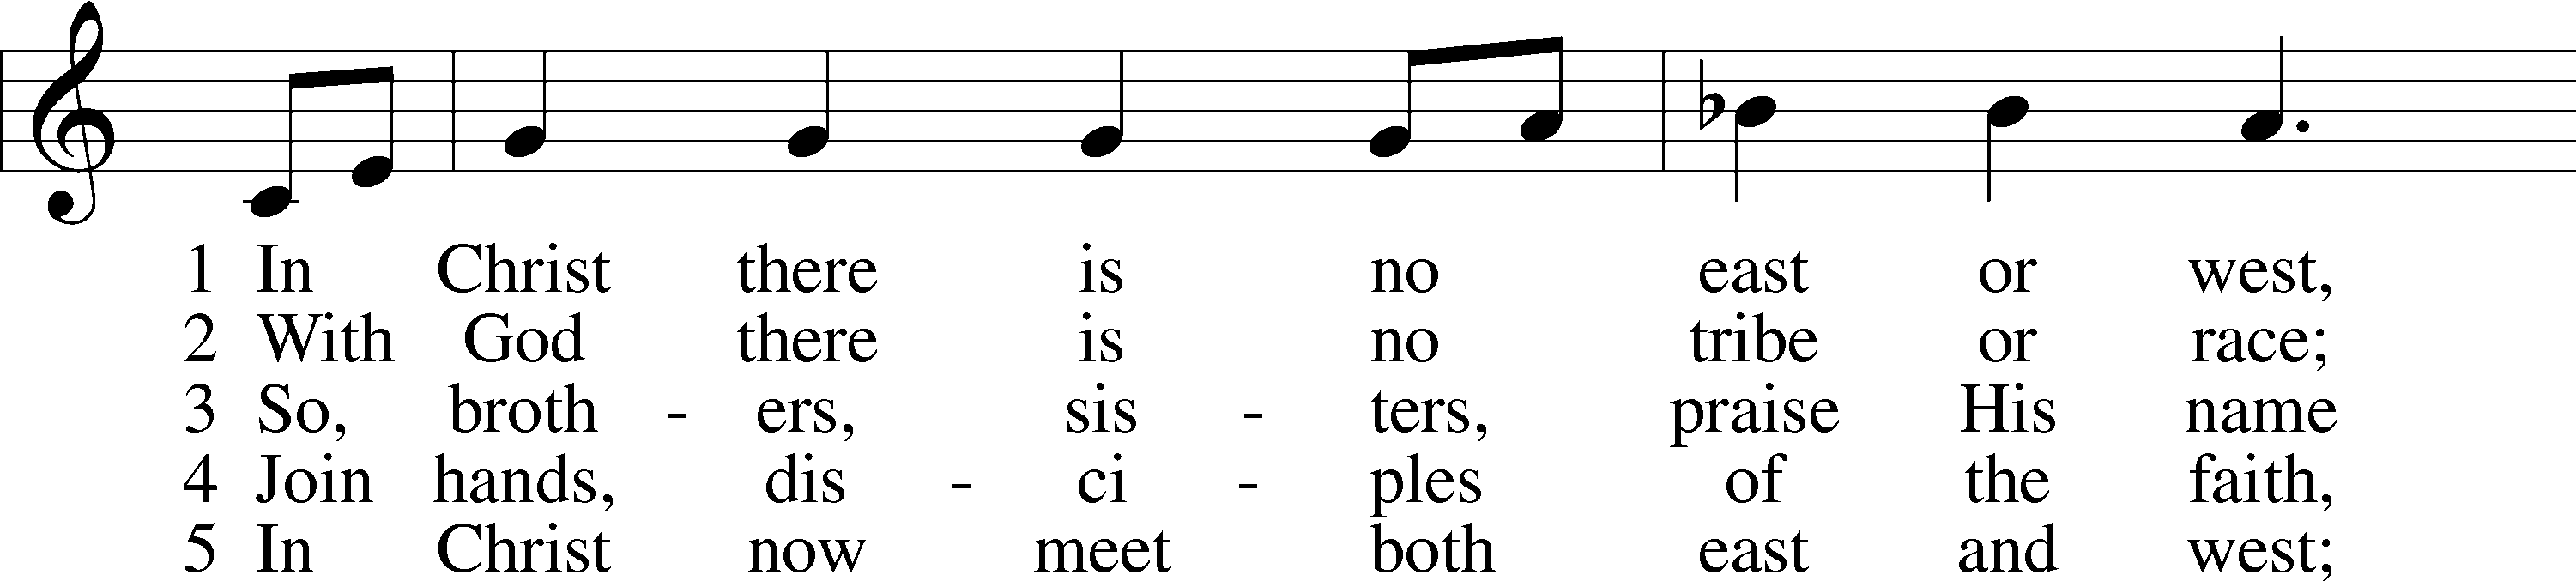 1 In Christ there is no east or west,
2 With God there is no tribe or race;
3 So, broth - ers, sis - ters, praise His name
4 Join hands, dis - ci - ples of the faith,
5 In Christ now meet both east and west;